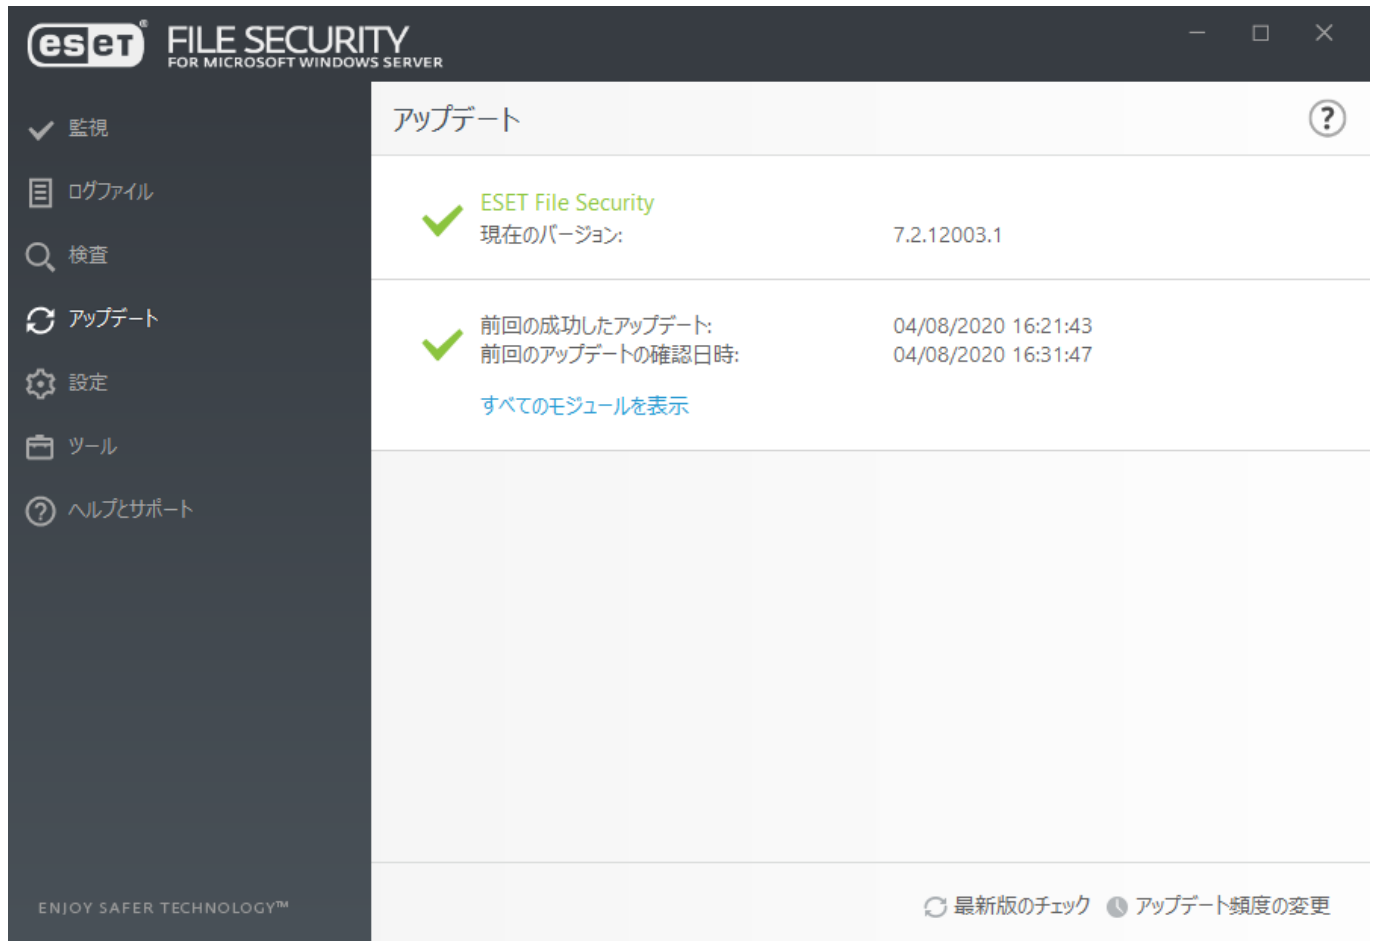 eset® FILE SECURITY
FOR MICROSOFT WINDOWS SERVER
監視
ログファイル
検査
アップデート
設定
ツール
ヘルプとサポート
ENJOY SAFER TECHNOLOGY™
アップデート
?
ESET File Security
現在のバージョン: 7.2.12003.1
前回の成功したアップデート: 04/08/2020 16:21:43
前回のアップデートの確認日時: 04/08/2020 16:31:47
すべてのモジュールを表示
最新版のチェック アップデート頻度の変更